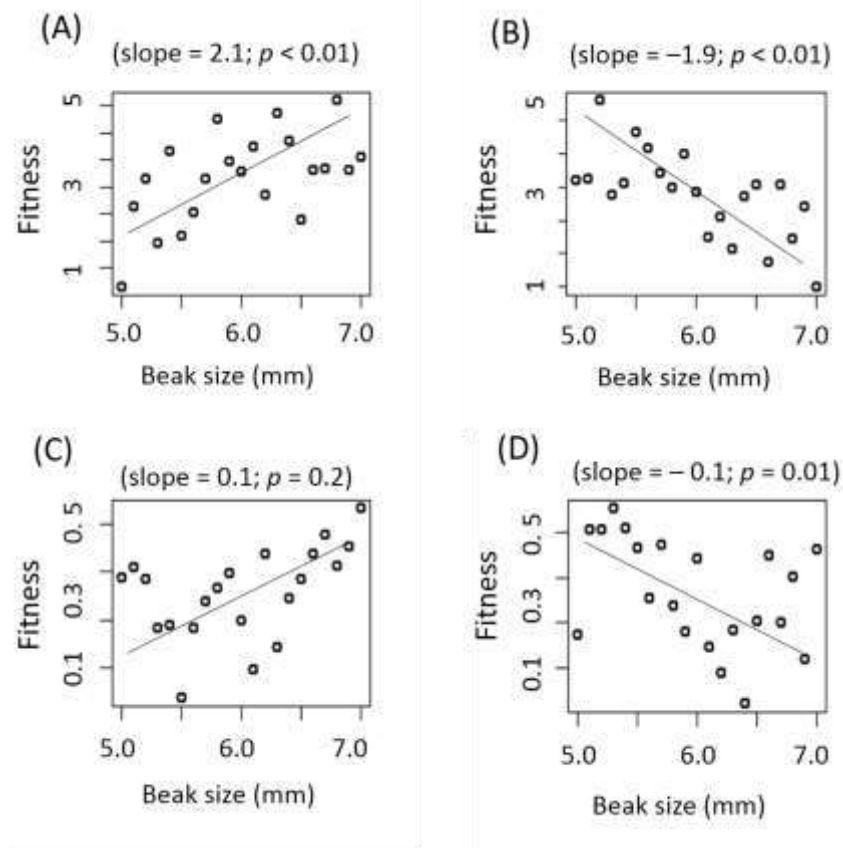 (A)
(slope = 2.1; p < 0.01)
Fitness
5
3
1
5.0 6.0 7.0
Beak size (mm)
(B)
(slope = –1.9; p < 0.01)
Fitness
5
3
1
5.0 6.0 7.0
Beak size (mm)
(C)
(slope = 0.1; p = 0.2)
Fitness
0.5
0.3
0.1
5.0 6.0 7.0
Beak size (mm)
(D)
(slope = – 0.1; p = 0.01)
Fitness
0.5
0.3
0.1
5.0 6.0 7.0
Beak size (mm)